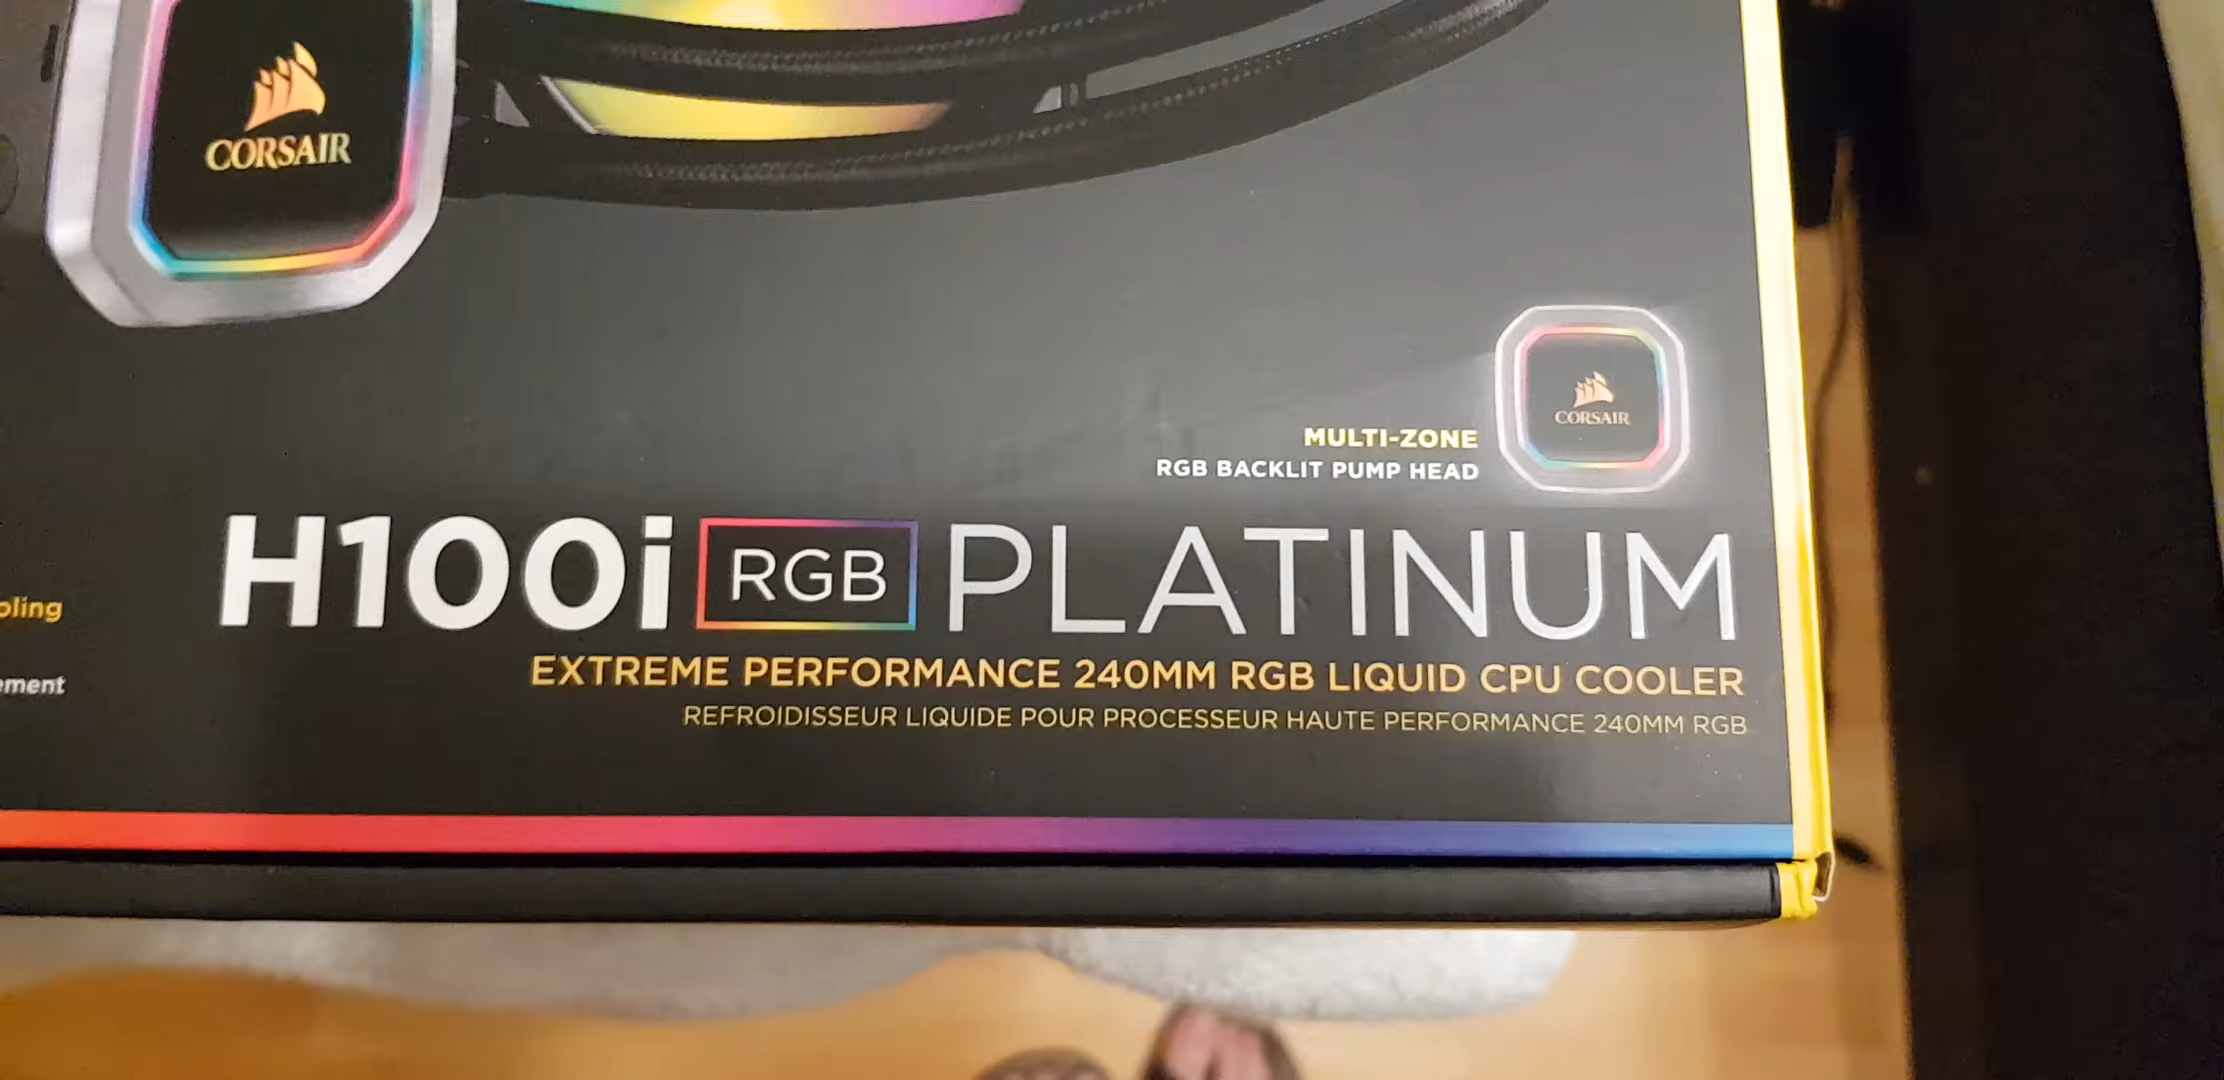 CORSAIR
CORSAIR
MULTI-ZONE
RGB BACKLIT PUMP HEAD
H100i RGB PLATINUM
EXTREME PERFORMANCE 240MM RGB LIQUID CPU COOLER
REFROIDISSEUR LIQUIDE POUR PROCESSEUR HAUTE PERFORMANCE 240MM RGB